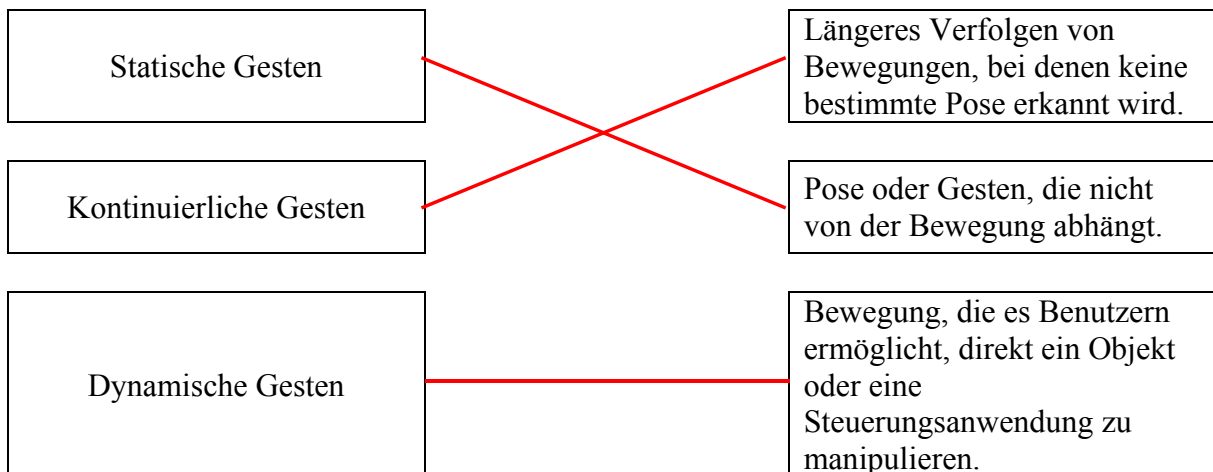 Statische Gesten
Längeres Verfolgen von
Bewegungen, bei denen keine
bestimmte Pose erkannt wird.
Kontinuierliche Gesten
Pose oder Gesten, die nicht
von der Bewegung abhängt.
Dynamische Gesten
Bewegung, die es Benutzern
ermöglicht, direkt ein Objekt
oder eine
Steuerungsanwendung zu
manipulieren.